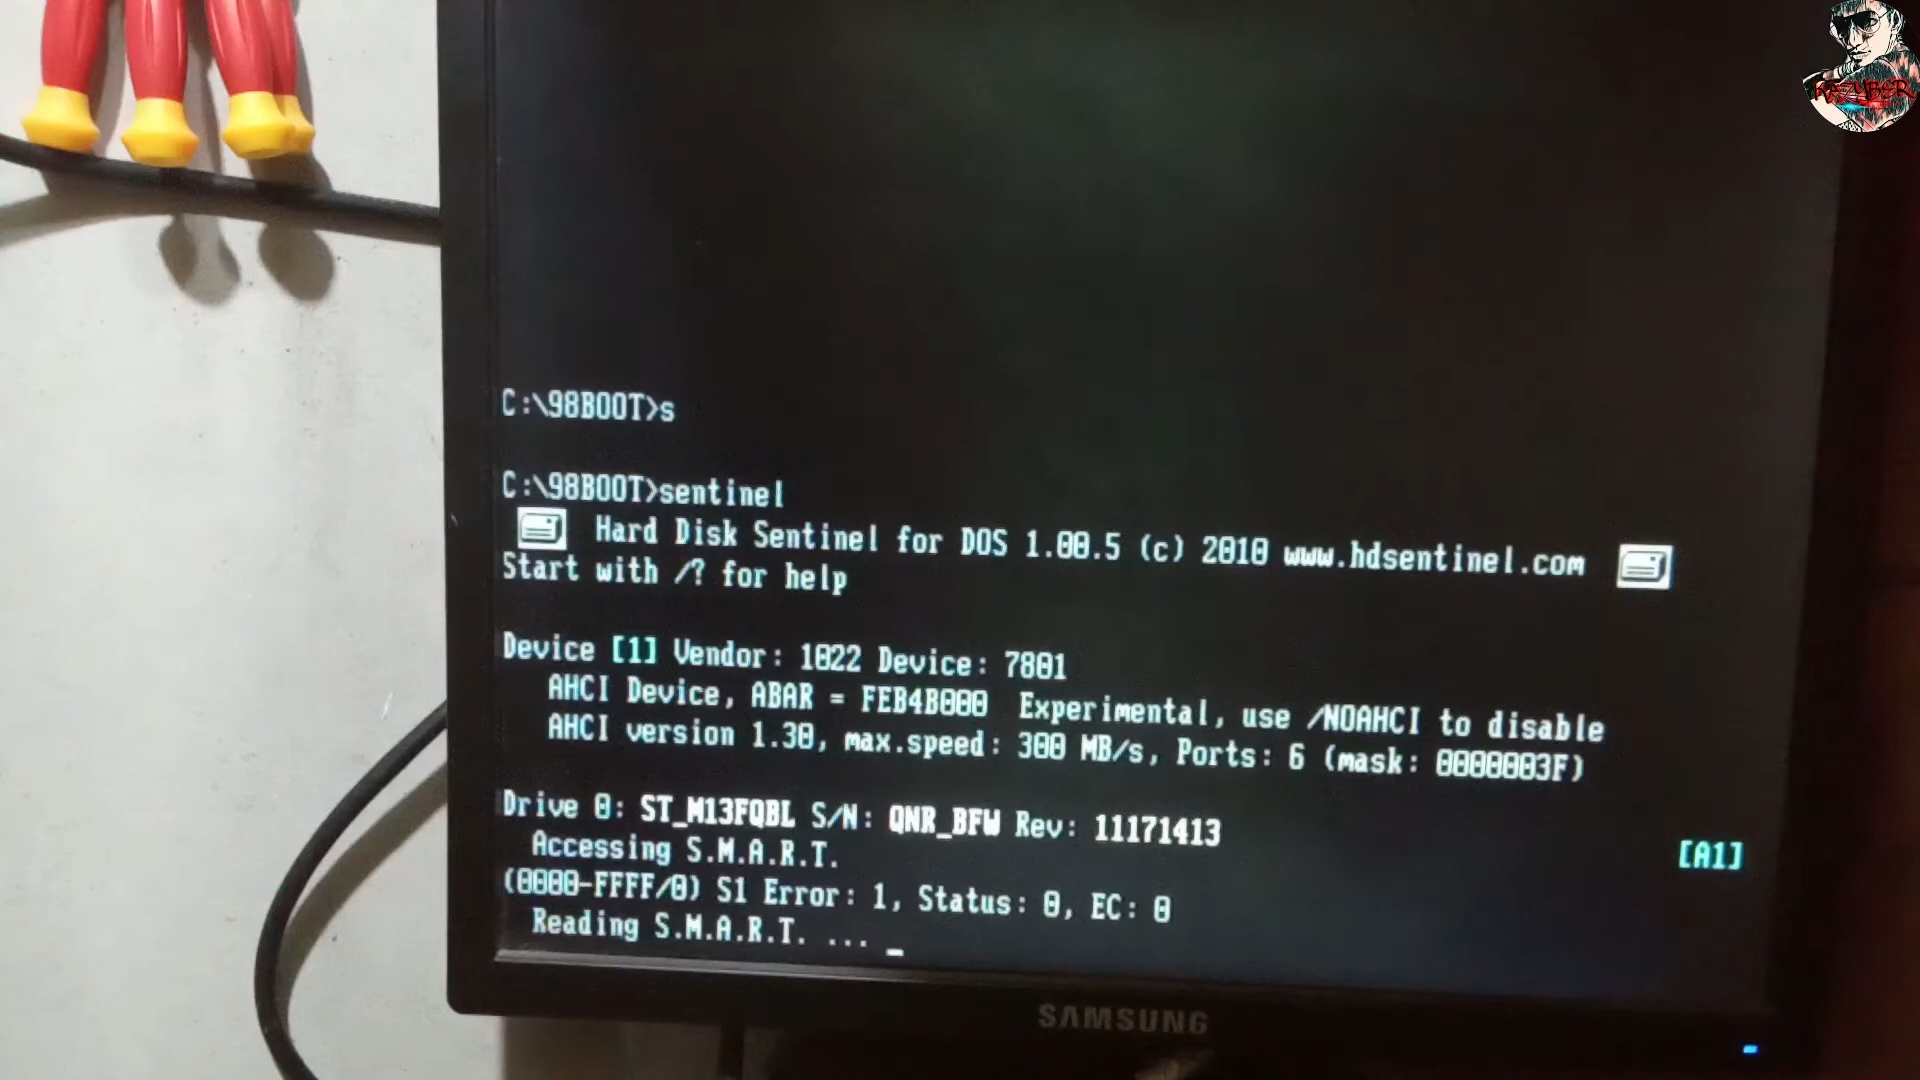 KAZYBER
C:\98BOOT>s
C:\98BOOT>sentinel
Hard Disk Sentinel for DOS 1.00.5 (c) 2010 www.hdsentinel.com
Start with /? for help
Device [1] Vendor: 1022 Device: 7801
AHCI Device, ABAR = FEB4B000 Experimental, use /NOAHCI to disable
AHCI version 1.30, max.speed: 300 MB/s, Ports: 6 (mask: 0000003F)
Drive 0: ST_M13FQBL S/N: QNR_BFW Rev: 11171413 [A1]
Accessing S.M.A.R.T.
(0000-FFFF/0) S1 Error: 1, Status: 0, EC: 0
Reading S.M.A.R.T. ... _
SAMSUNG